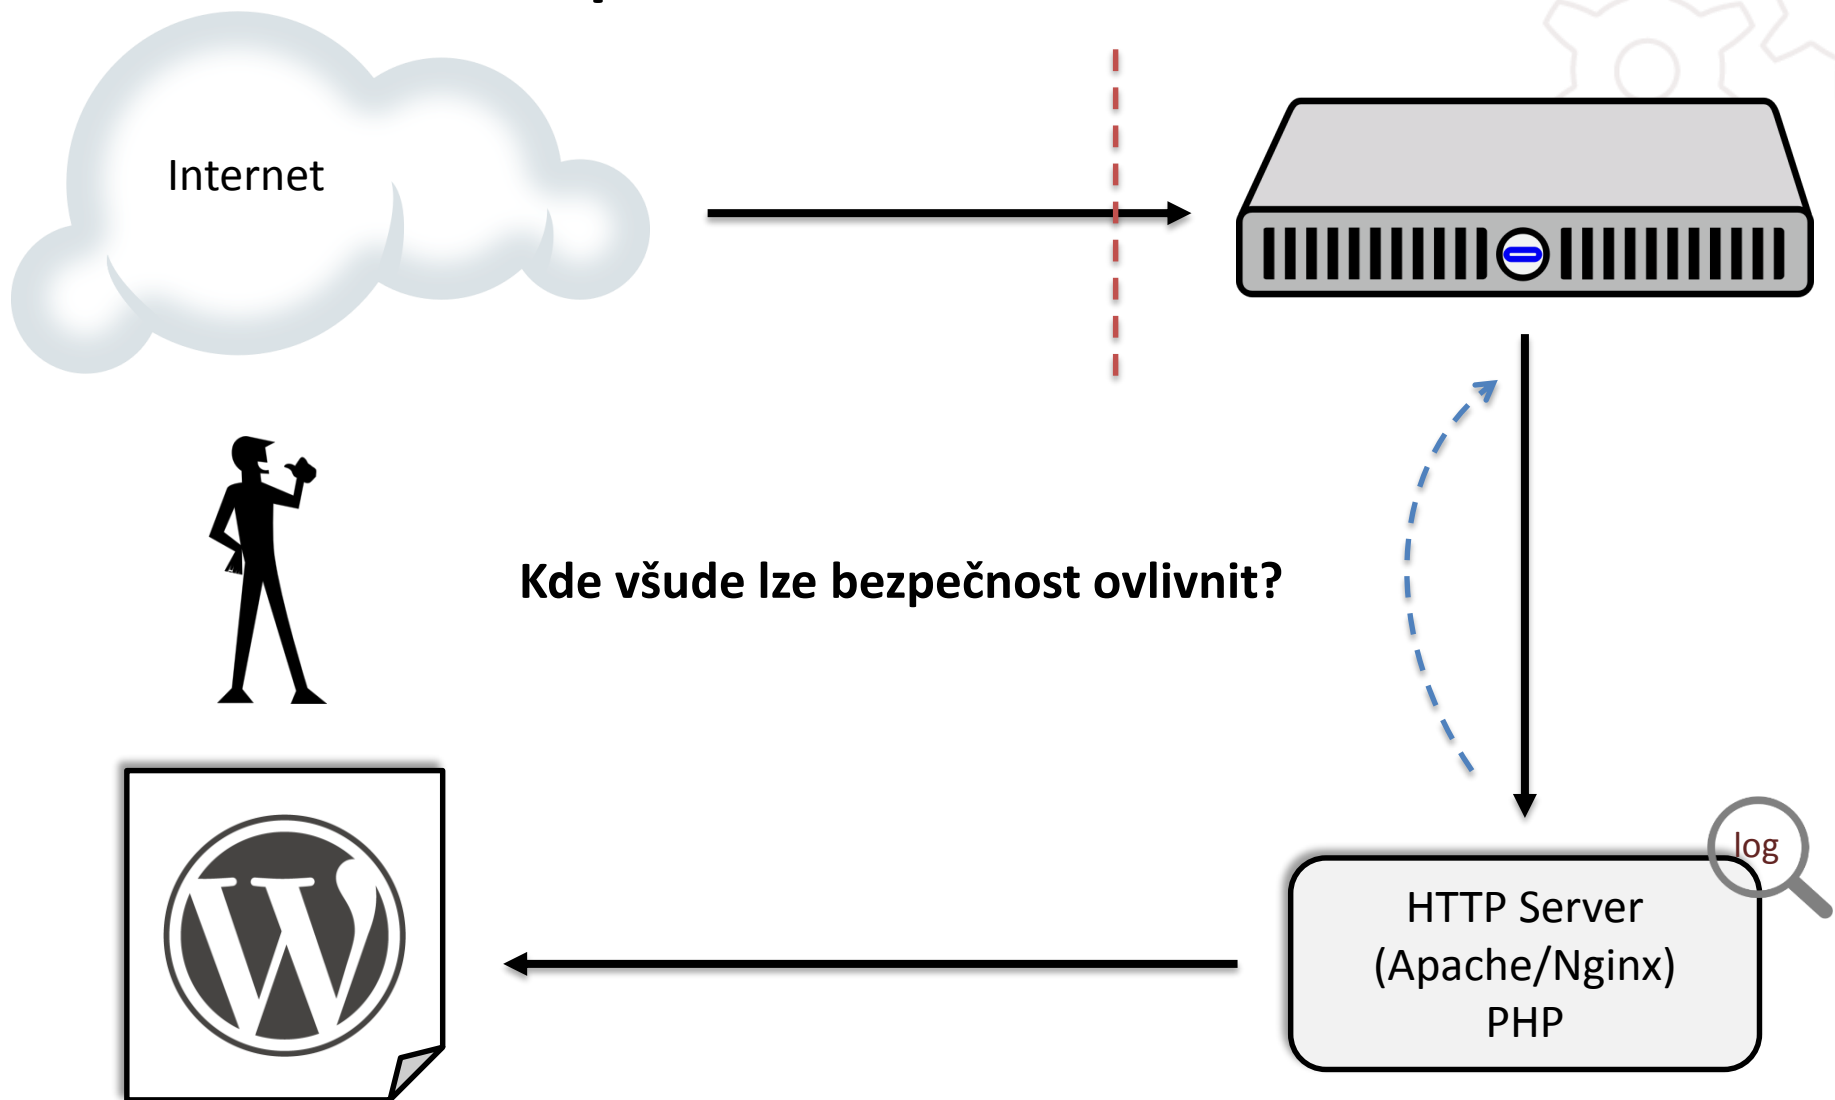 Internet
Kde všude lze bezpečnost ovlivnit?
log
HTTP Server
(Apache/Nginx)
PHP